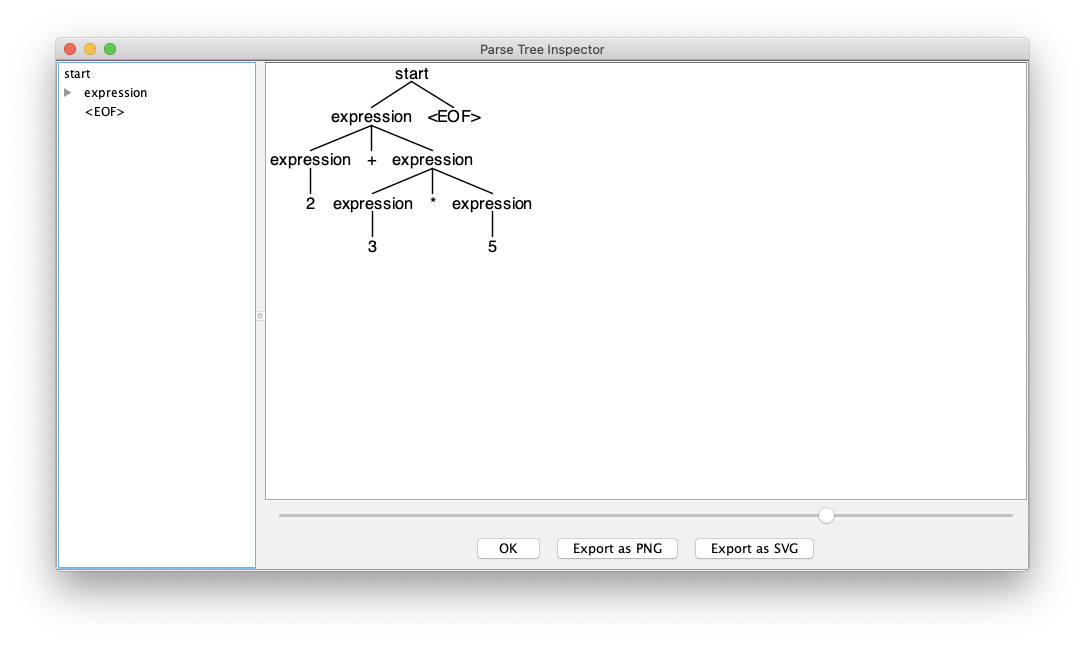 Parse Tree Inspector
start
expression
<EOF>
start
expression <EOF>
expression + expression
2 expression * expression
3 5
OK Export as PNG Export as SVG